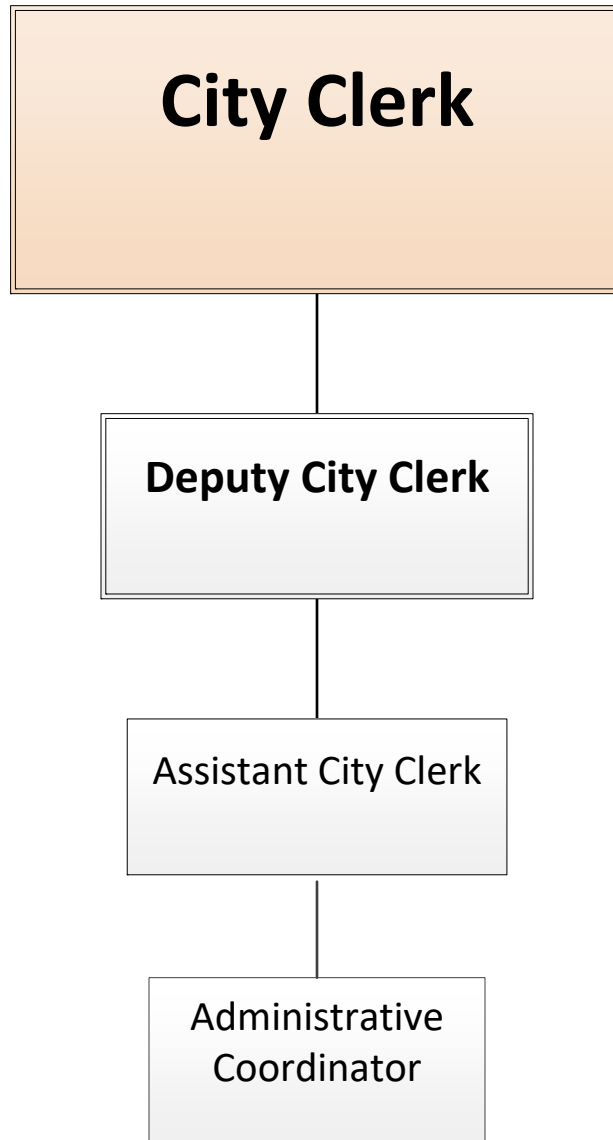 City Clerk
Deputy City Clerk
Assistant City Clerk
Administrative
Coordinator